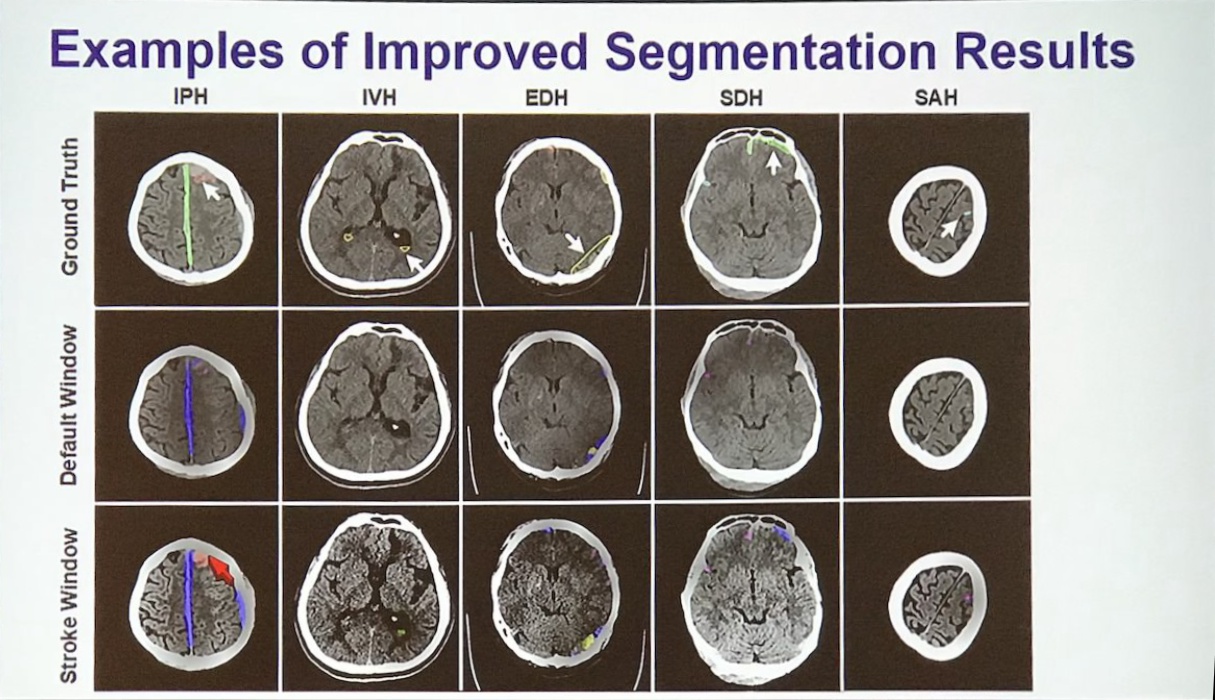 Examples of Improved Segmentation Results
IPH IVH EDH SDH SAH
Ground Truth
Default Window
Stroke Window